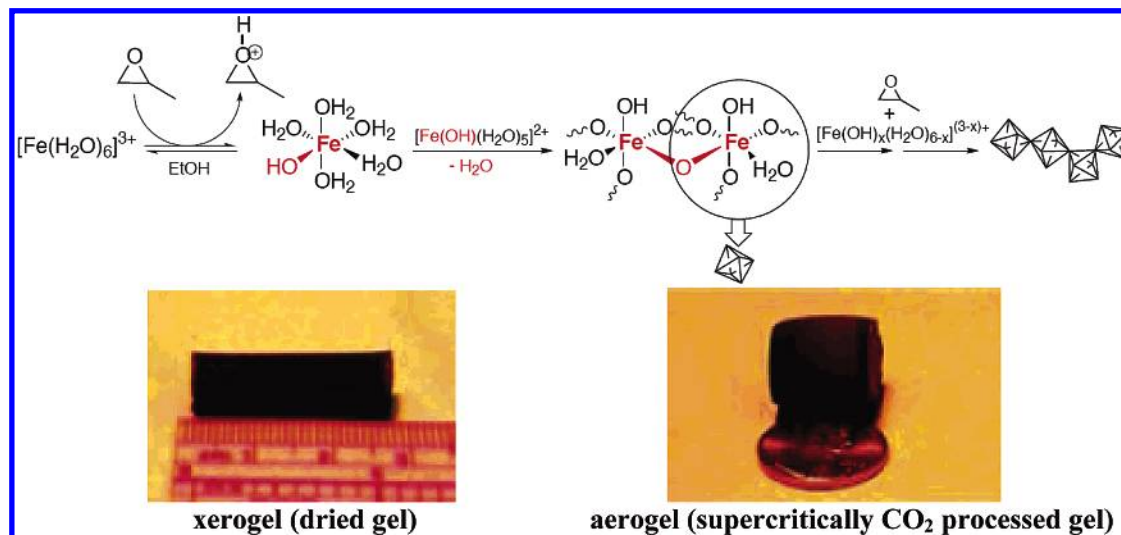 H
O
⊕
O
[Fe(H₂O)₆]³⁺
EtOH
OH₂
H₂O
Fe
OH₂
HO
H₂O
OH₂
[Fe(OH)(H₂O)₅]²⁺
- H₂O
OH
OH
O
O
O
O
Fe
Fe
H₂O
O
H₂O
O
O
O
+
[Fe(OH)ₓ(H₂O)₆₋ₓ]⁽³⁻ˣ⁾⁺
xerogel (dried gel)
aerogel (supercritically CO₂ processed gel)